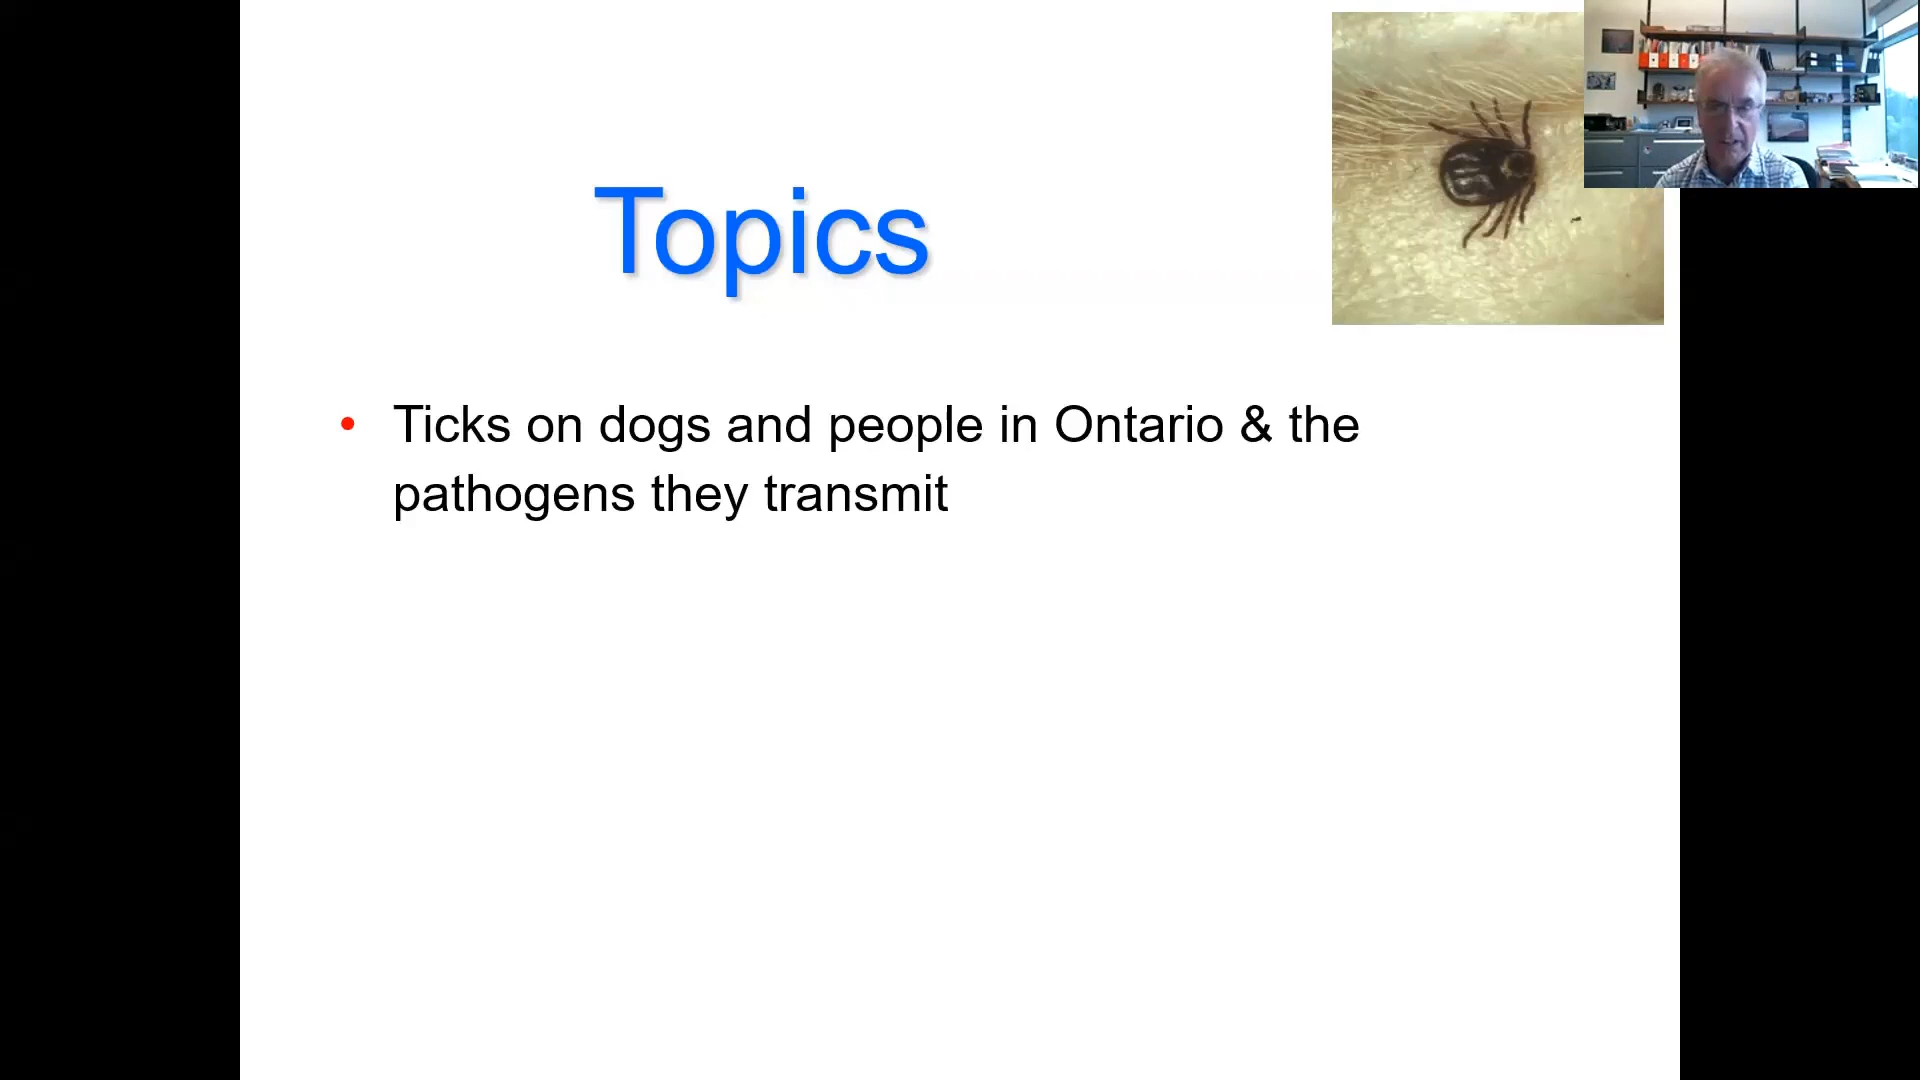 Topics
• Ticks on dogs and people in Ontario & the
pathogens they transmit